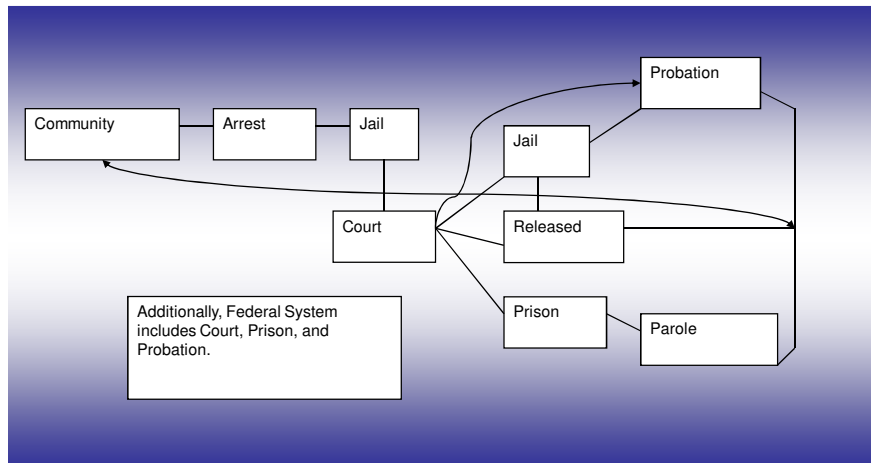 Probation
Community
Arrest
Jail
Jail
Court
Released
Additionally, Federal System
includes Court, Prison, and
Probation.
Prison
Parole